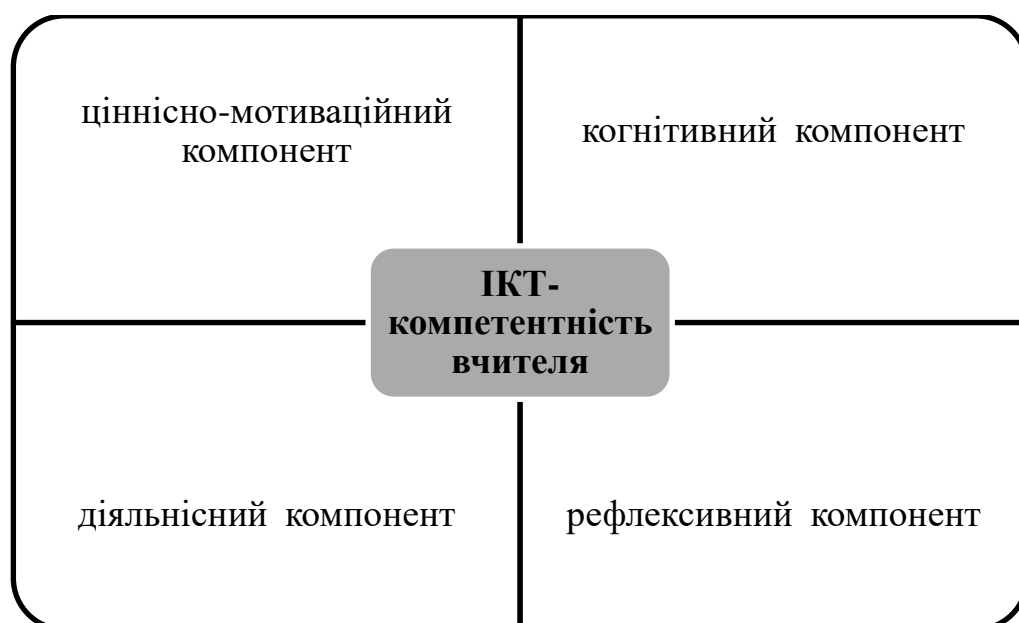 ціннісно-мотиваційний
компонент
когнітивний компонент
ІКТ-
компетентність
вчителя
діяльнісний компонент
рефлексивний компонент